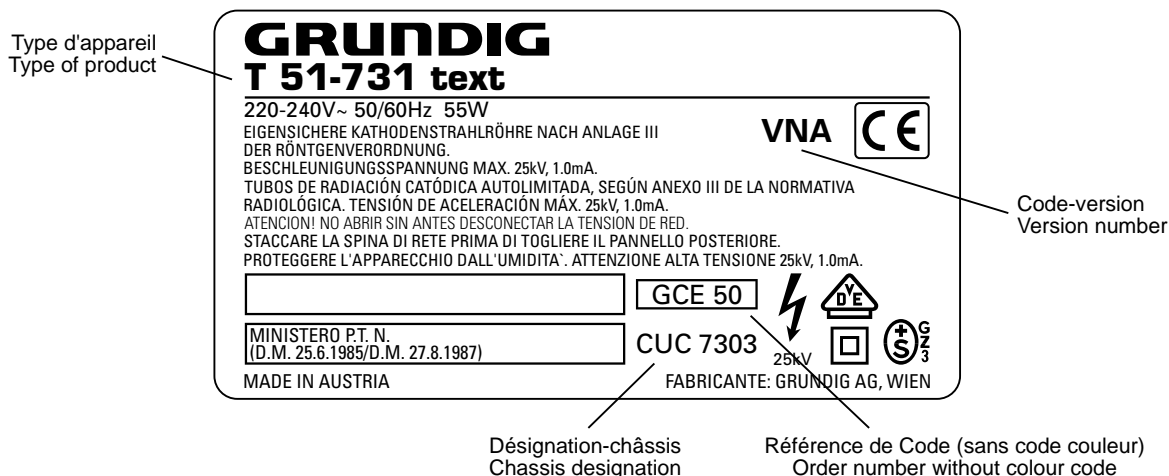 Type d'appareil
Type of product
GRUNDIG
T 51-731 text
220-240V~ 50/60Hz 55W
EIGENSICHERE KATHODENSTRAHLRÖHRE NACH ANLAGE III
DER RÖNTGENVERORDNUNG.
BESCHLEUNIGUNGSSPANNUNG MAX. 25kV, 1.0mA.
TUBOS DE RADIACIÓN CATÓDICA AUTOLIMITADA, SEGÚN ANEXO III DE LA NORMATIVA
RADIOLÓGICA. TENSIÓN DE ACELERACIÓN MÁX. 25kV, 1.0mA.
ATENCION! NO ABRIR SIN ANTES DESCONECTAR LA TENSION DE RED.
STACCARE LA SPINA DI RETE PRIMA DI TOGLIERE IL PANNELLO POSTERIORE.
PROTEGGERE L'APPARECCHIO DALL'UMIDITA`. ATTENZIONE ALTA TENSIONE 25kV, 1.0mA.
VNA
CE
Code-version
Version number
GCE 50
DVE
MINISTERO P.T. N.
(D.M. 25.6.1985/D.M. 27.8.1987)
CUC 7303
25kV
+S
GZ3
MADE IN AUSTRIA
FABRICANTE: GRUNDIG AG, WIEN
Désignation-châssis
Chassis designation
Référence de Code (sans code couleur)
Order number without colour code